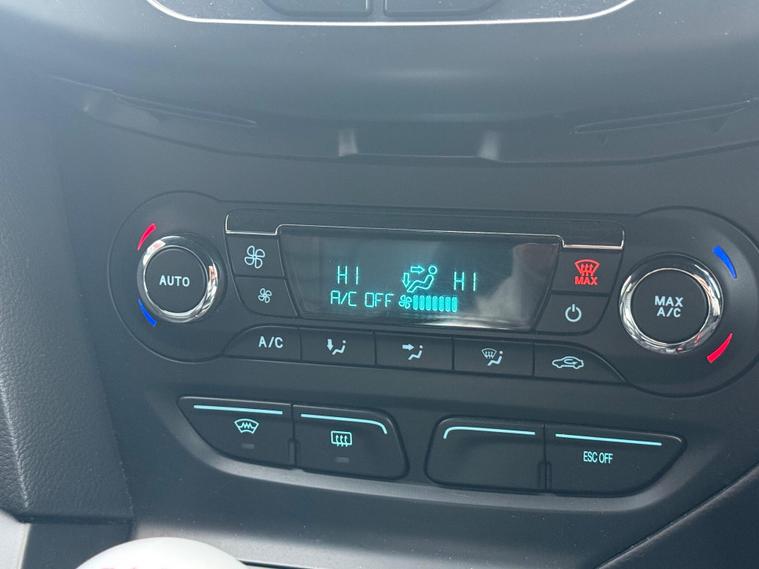 HI HI
A/C OFF
AUTO
MAX
MAX
A/C
A/C
ESC OFF